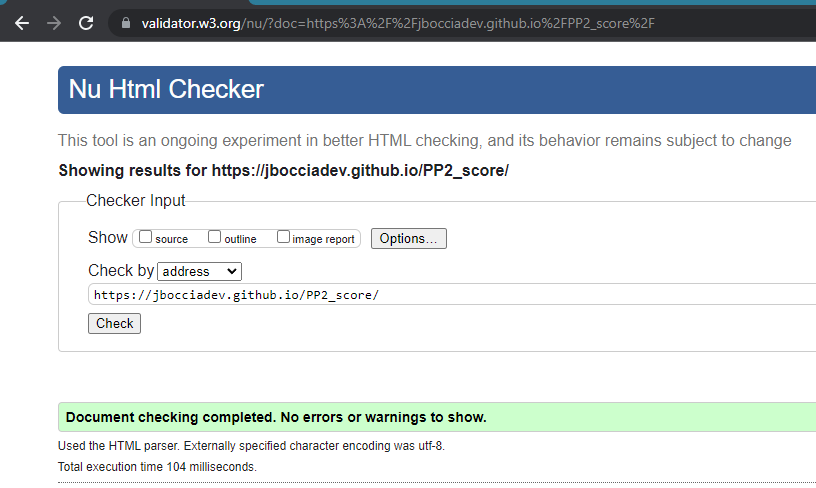 validator.w3.org/nu/?doc=https%3A%2F%2Fjbocciadev.github.io%2FPP2_score%2F
Nu Html Checker
This tool is an ongoing experiment in better HTML checking, and its behavior remains subject to change
Showing results for https://jbocciadev.github.io/PP2_score/
Checker Input
Show source outline image report Options...
Check by address
https://jbocciadev.github.io/PP2_score/
Check
Document checking completed. No errors or warnings to show.
Used the HTML parser. Externally specified character encoding was utf-8.
Total execution time 104 milliseconds.